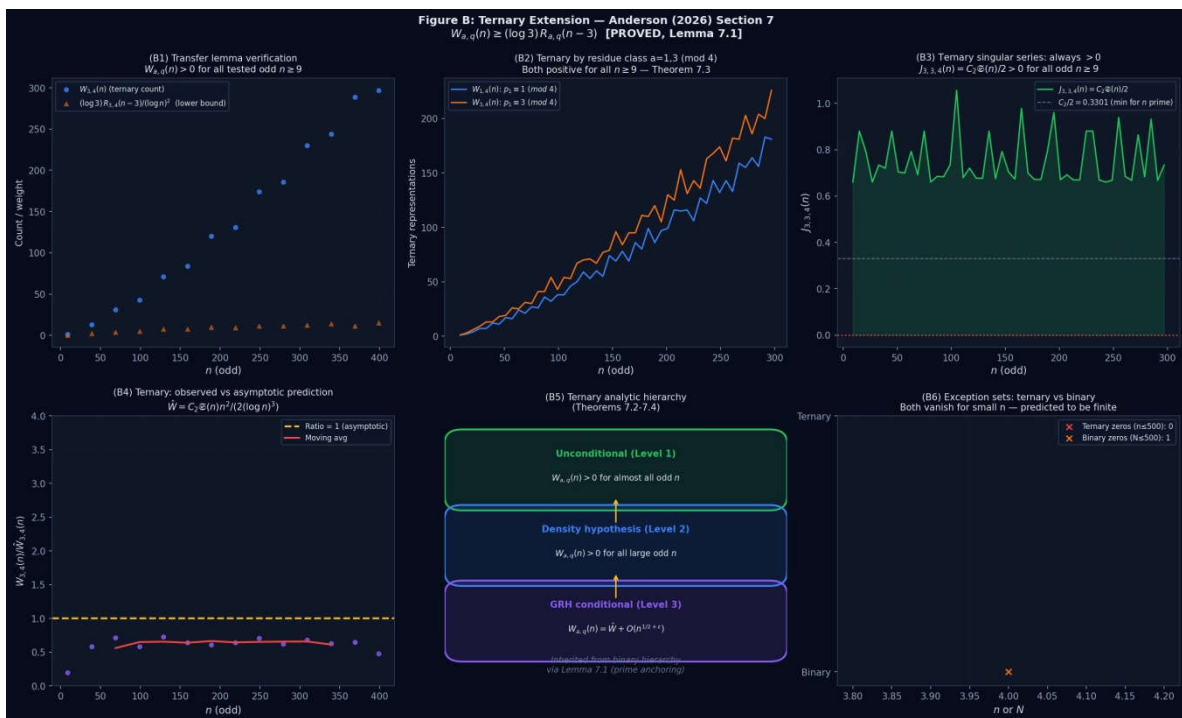 Figure B: Ternary Extension — Anderson (2026) Section 7
W_{a,q}(n) ≥ (log 3) R_{a,q}(n − 3)  [PROVED, Lemma 7.1]
(B1) Transfer lemma verification
W_{3,4}(n) > 0 for all tested odd n ≥ 9
W_{3,4}(n) (ternary count)
(log 3) R_{3,4}(n − 3)/(log n)² (lower bound)
Count / weight
300
250
200
150
100
50
0
0 50 100 150 200 250 300 350 400
n (odd)
(B2) Ternary by residue class a=1,3 (mod 4)
Both positive for all n ≥ 9 — Theorem 7.3
W_{1,4}(n): p₁ ≡ 1 (mod 4)
W_{3,4}(n): p₁ ≡ 3 (mod 4)
Ternary representations
200
150
100
50
0
0 50 100 150 200 250 300
n (odd)
(B3) Ternary singular series: always > 0
J_{3,3,4}(n) = C₂𝔖(n)/2 > 0 for all odd n ≥ 9
J_{3,3,4}(n) = C₂𝔖(n)/2
C₂/2 = 0.3301 (min for n prime)
J_{3,3,4}(n)
1.0
0.8
0.6
0.4
0.2
0.0
0 50 100 150 200 250 300
n (odd)
(B4) Ternary: observed vs asymptotic prediction
Ŵ = C₂𝔖(n)n²/(2(log n)³)
Ratio = 1 (asymptotic)
Moving avg
W_{3,4}(n)/Ŵ_{3,4}(n)
4.0
3.5
3.0
2.5
2.0
1.5
1.0
0.5
0.0
0 50 100 150 200 250 300 350 400
n (odd)
(B5) Ternary analytic hierarchy
(Theorems 7.2-7.4)
Unconditional (Level 1)
W_{a,q}(n) > 0 for almost all odd n
Density hypothesis (Level 2)
W_{a,q}(n) > 0 for all large odd n
GRH conditional (Level 3)
W_{a,q}(n) = Ŵ + O(n^{1/2 + ε})
Inherited from binary hierarchy
via Lemma 7.1 (prime anchoring)
(B6) Exception sets: ternary vs binary
Both vanish for small n — predicted to be finite
Ternary zeros (n≤500): 0
Binary zeros (N≤500): 1
Ternary
Binary
3.80 3.85 3.90 3.95 4.00 4.05 4.10 4.15 4.20
n or N